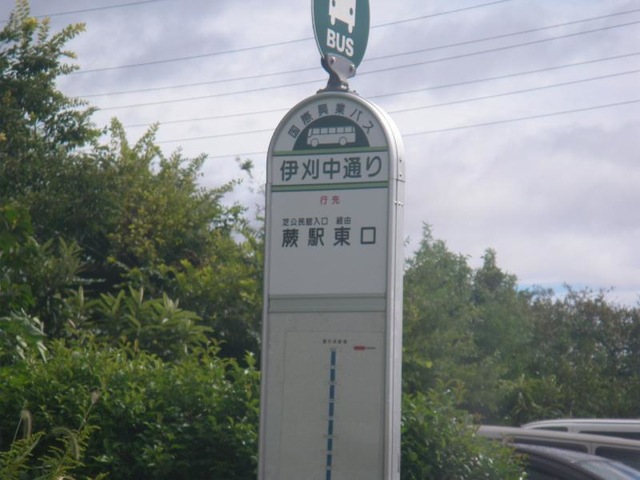 BUS
国際興業バス
伊刈中通り
行先
芝公民館入口 経由
蕨駅東口